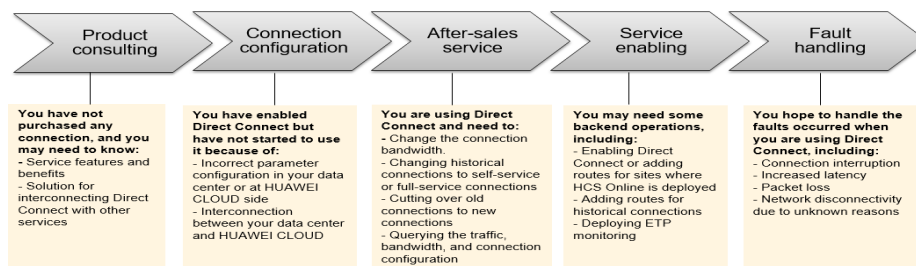 Product
consulting
Connection
configuration
After-sales
service
Service
enabling
Fault
handling
You have not
purchased any
connection, and you
may need to know:
- Service features and
benefits
- Solution for
interconnecting Direct
Connect with other
services
You have enabled
Direct Connect but
have not started to use
it because of:
- Incorrect parameter
configuration in your data
center or at HUAWEI
CLOUD side
- Interconnection
between your data center
and HUAWEI CLOUD
You are using Direct
Connect and need to:
- Change the connection
bandwidth.
- Changing historical
connections to self-service
or full-service connections
- Cutting over old
connections to new
connections
- Querying the traffic,
bandwidth, and connection
configuration
You may need some
backend operations,
including:
- Enabling Direct
Connect or adding
routes for sites where
HCS Online is deployed
- Adding routes for
historical connections
- Deploying ETP
monitoring
You hope to handle the
faults occurred when
you are using Direct
Connect, including:
- Connection interruption
- Increased latency
- Packet loss
- Network disconnectivity
due to unknown reasons